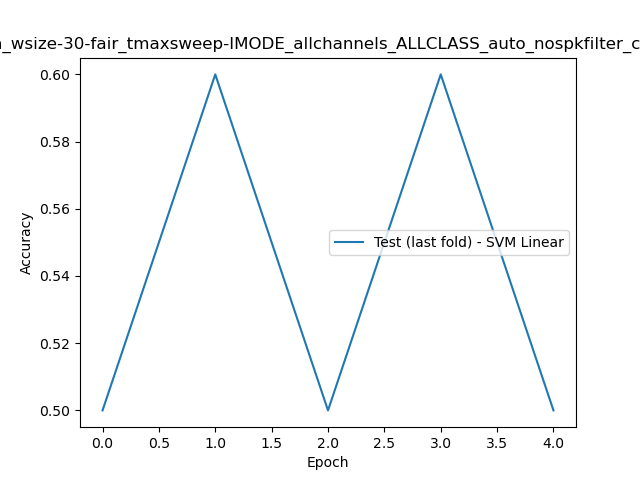 _wsize-30-fair_tmaxsweep-IMODE_allchannels_ALLCLASS_auto_nospkfilter_c
0.60
0.58
0.56
0.54
0.52
0.50
Accuracy
Test (last fold) - SVM Linear
0.0 0.5 1.0 1.5 2.0 2.5 3.0 3.5 4.0
Epoch